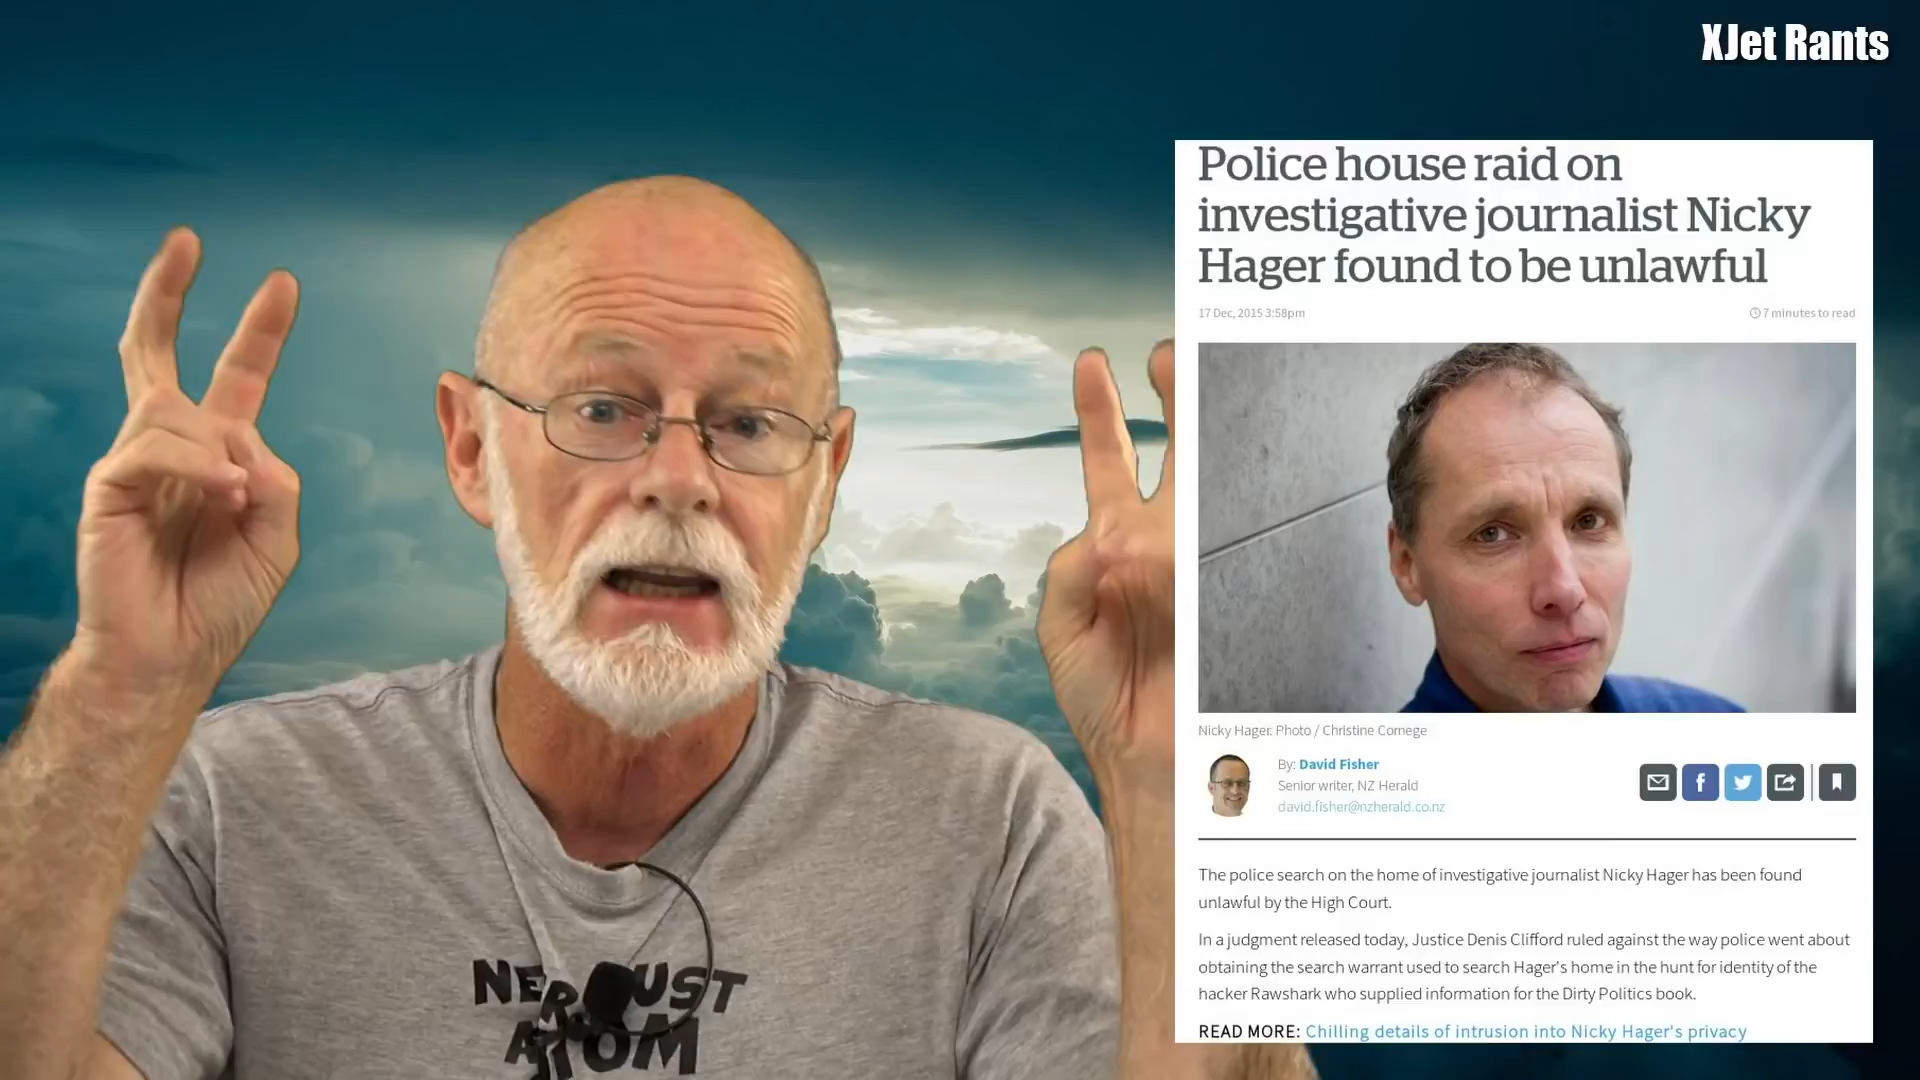 XJet Rants
Police house raid on
investigative journalist Nicky
Hager found to be unlawful
17 Dec, 2015 3:58pm
7 minutes to read
Nicky Hager. Photo / Christine Cornege
By: David Fisher
Senior writer, NZ Herald
david.fisher@nzherald.co.nz
The police search on the home of investigative journalist Nicky Hager has been found
unlawful by the High Court.
In a judgment released today, Justice Denis Clifford ruled against the way police went about
obtaining the search warrant used to search Hager's home in the hunt for identity of the
hacker Rawshark who supplied information for the Dirty Politics book.
READ MORE: Chilling details of intrusion into Nicky Hager's privacy